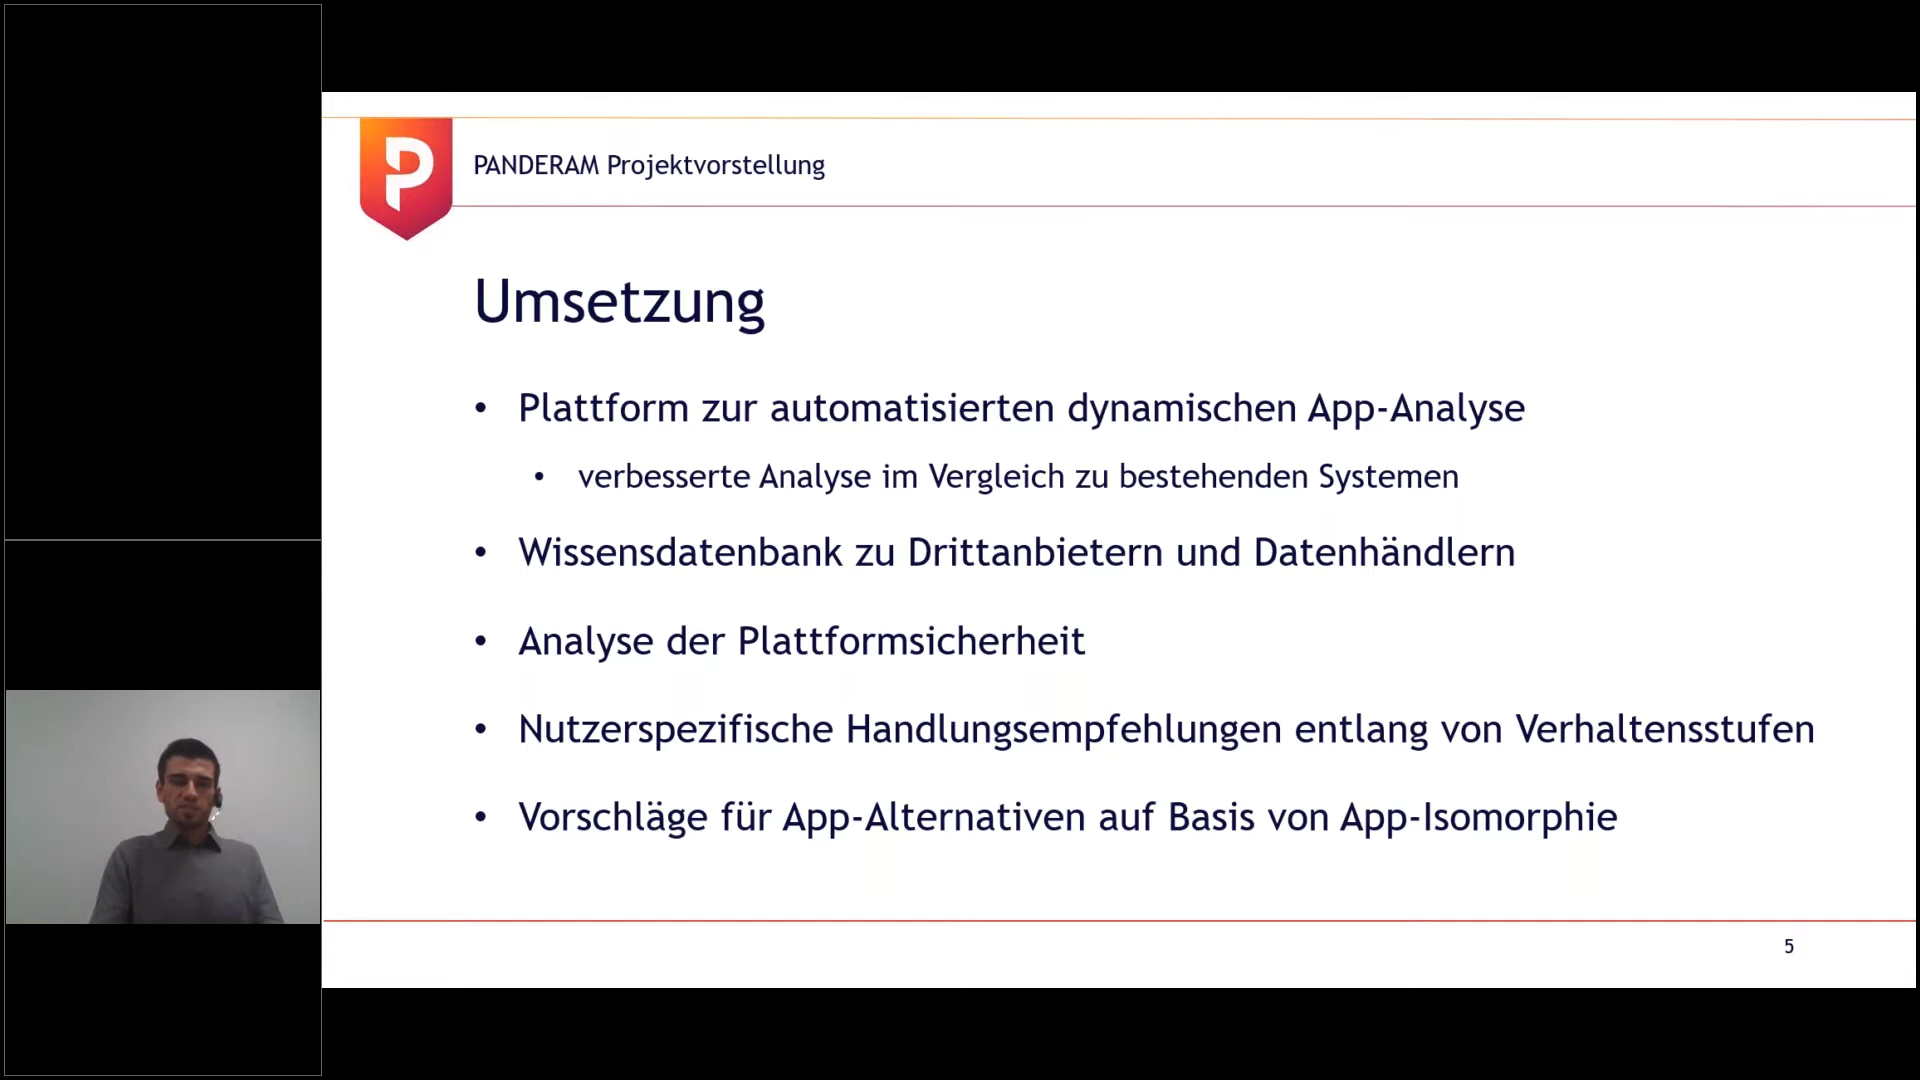 P
PANDERAM Projektvorstellung
Umsetzung
• Plattform zur automatisierten dynamischen App-Analyse
• verbesserte Analyse im Vergleich zu bestehenden Systemen
• Wissensdatenbank zu Drittanbietern und Datenhändlern
• Analyse der Plattformsicherheit
• Nutzerspezifische Handlungsempfehlungen entlang von Verhaltensstufen
• Vorschläge für App-Alternativen auf Basis von App-Isomorphie
5